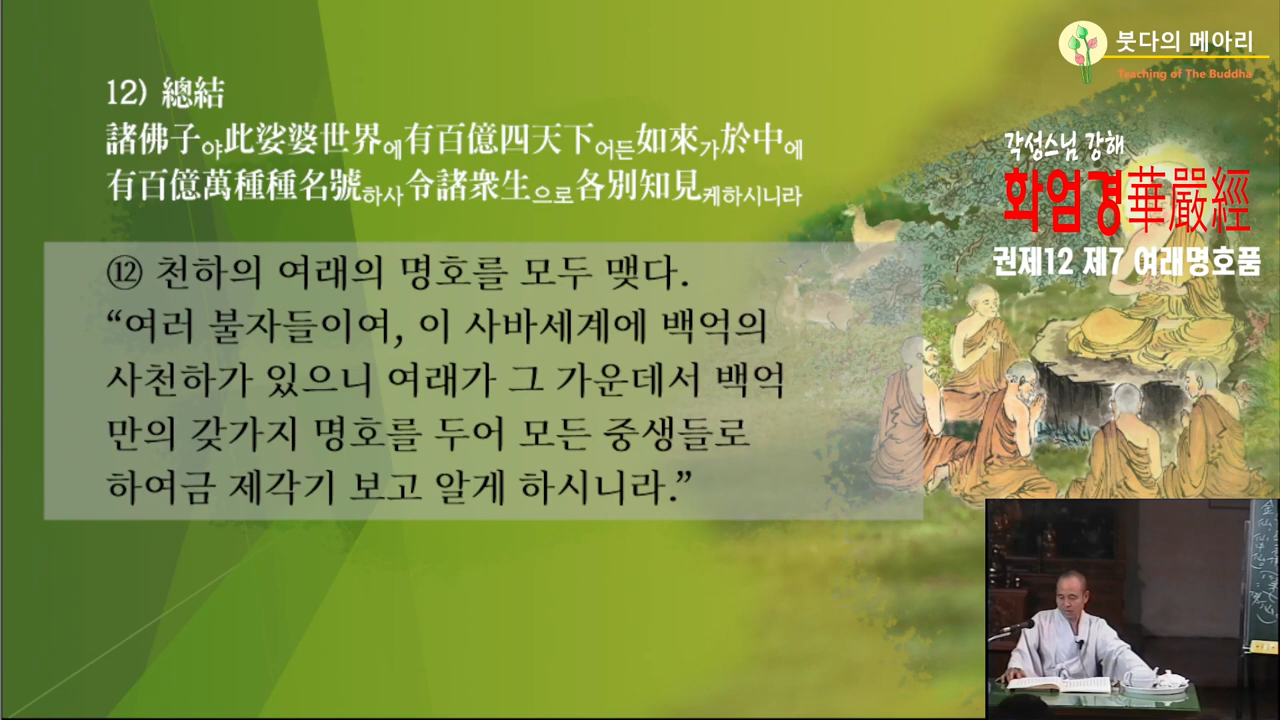 12) 總結
諸佛子야此娑婆世界에有百億四天下어든如來가於中에
有百億萬種種名號하사令諸衆生으로各別知見케하시니라
⑫ 천하의 여래의 명호를 모두 맺다.
“여러 불자들이여, 이 사바세계에 백억의
사천하가 있으니 여래가 그 가운데서 백억
만의 갖가지 명호를 두어 모든 중생들로
하여금 제각기 보고 알게 하시니라.”
붓다의 메아리
Teaching of The Buddha
각성스님 강해
화엄경華嚴經
권제12 제7 여래명호품